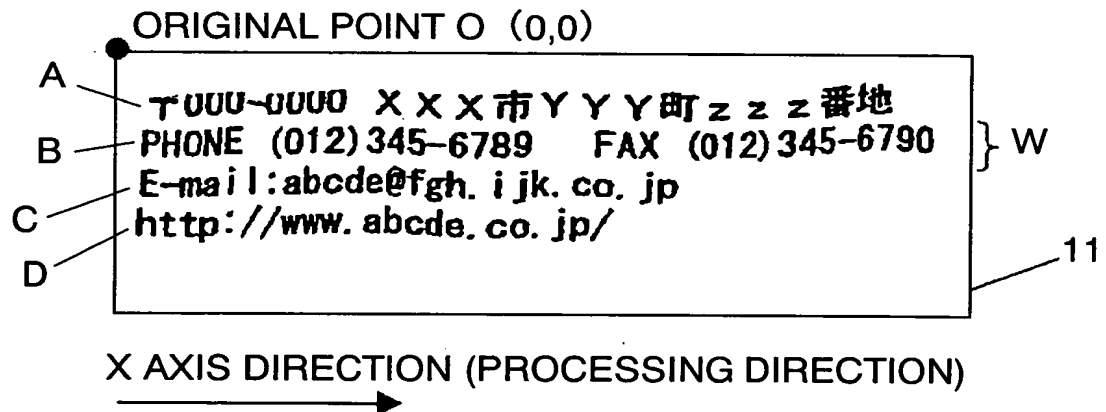 ORIGINAL POINT O (0,0)
A
〒000-0000 XXX市YYY町zzz番地
B
PHONE (012)345-6789 FAX (012)345-6790
W
C
E-mail:abcde@fgh.ijk.co.jp
D
http://www.abcde.co.jp/
11
X AXIS DIRECTION (PROCESSING DIRECTION)